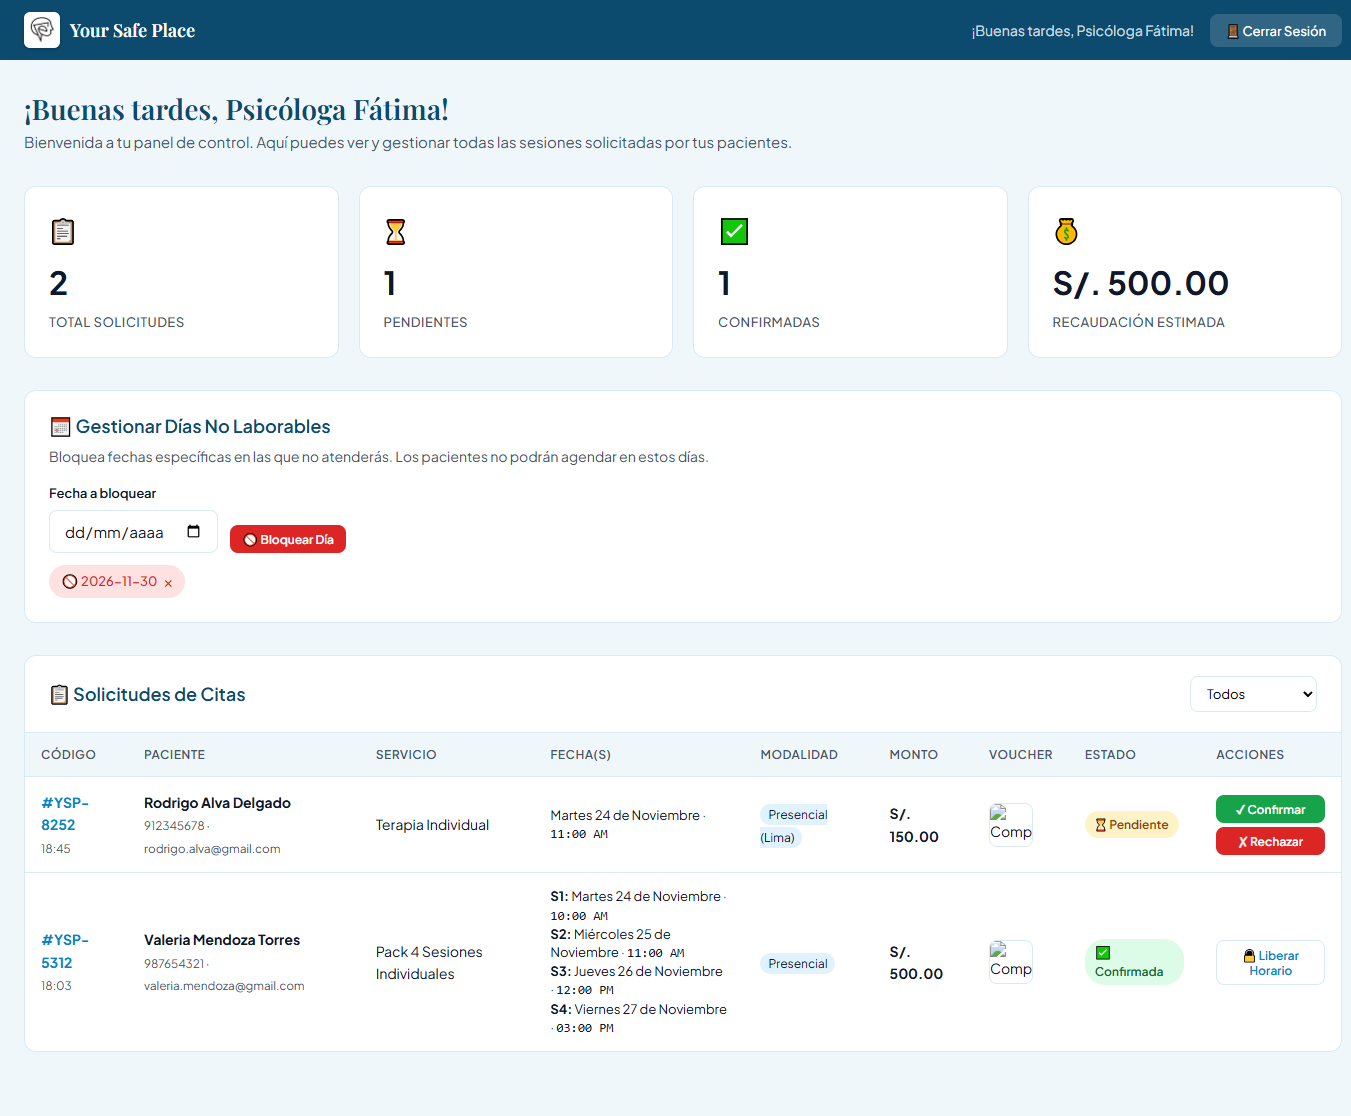 Your Safe Place
¡Buenas tardes, Psicóloga Fátima!
Cerrar Sesión
¡Buenas tardes, Psicóloga Fátima!
Bienvenida a tu panel de control. Aquí puedes ver y gestionar todas las sesiones solicitadas por tus pacientes.
2
TOTAL SOLICITUDES
1
PENDIENTES
1
CONFIRMADAS
S/. 500.00
RECAUDACIÓN ESTIMADA
Gestionar Días No Laborables
Bloquea fechas específicas en las que no atenderás. Los pacientes no podrán agendar en estos días.
Fecha a bloquear
dd/mm/aaaa
Bloquear Día
2026-11-30 ×
Solicitudes de Citas
Todos
CÓDIGO PACIENTE SERVICIO FECHA(S) MODALIDAD MONTO VOUCHER ESTADO ACCIONES
#YSP-
8252
18:45
Rodrigo Alva Delgado
912345678 ·
rodrigo.alva@gmail.com
Terapia Individual
Martes 24 de Noviembre ·
11:00 AM
Presencial
(Lima)
S/.
150.00
Comp
Pendiente
✓ Confirmar
✗ Rechazar
#YSP-
5312
18:03
Valeria Mendoza Torres
987654321 ·
valeria.mendoza@gmail.com
Pack 4 Sesiones
Individuales
S1: Martes 24 de Noviembre ·
10:00 AM
S2: Miércoles 25 de
Noviembre · 11:00 AM
S3: Jueves 26 de Noviembre
· 12:00 PM
S4: Viernes 27 de Noviembre
· 03:00 PM
Presencial
S/.
500.00
Comp
Confirmada
Liberar
Horario